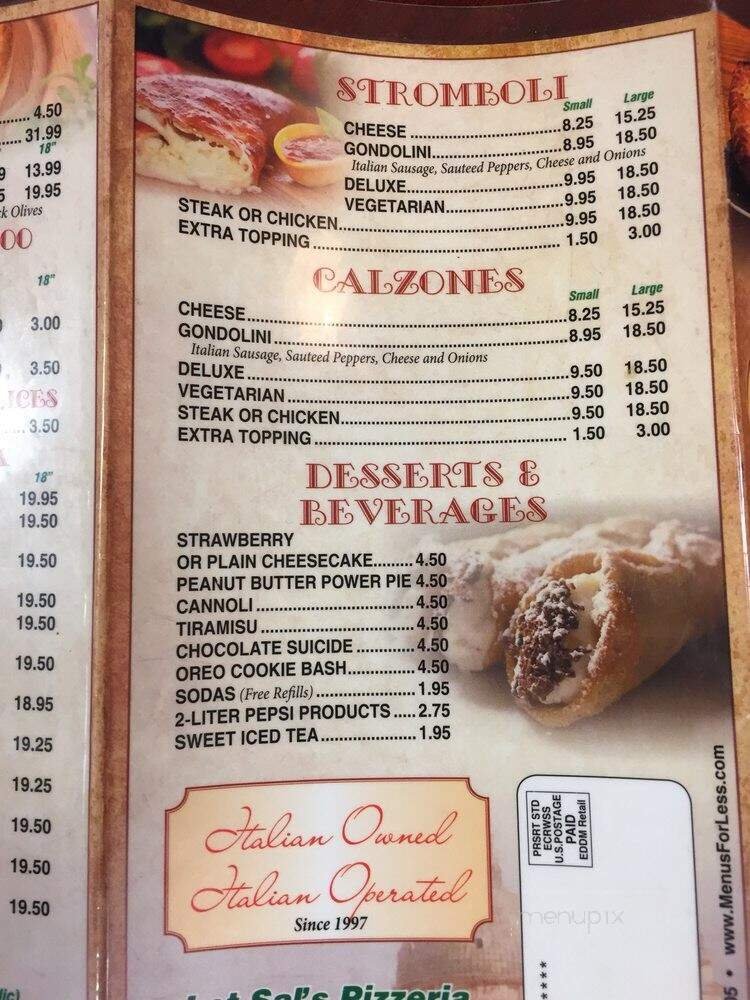 4.50
31.99
18"
13.99
19.95
k Olives
OO
18"
3.00
3.50
ICES
3.50
18"
19.95
19.50
19.50
19.50
19.50
19.50
18.95
19.25
19.25
19.50
19.50
19.50
lic)
STROMBOLI
Small Large
CHEESE ........................... 8.25 15.25
GONDOLINI....................... 8.95 18.50
Italian Sausage, Sauteed Peppers, Cheese and Onions
DELUXE........................... 9.95 18.50
VEGETARIAN..................... 9.95 18.50
STEAK OR CHICKEN........................................ 9.95 18.50
EXTRA TOPPING ............................................ 1.50 3.00
CALZONES
Small Large
CHEESE........................................................... 8.25 15.25
GONDOLINI...................................................... 8.95 18.50
Italian Sausage, Sauteed Peppers, Cheese and Onions
DELUXE........................................................... 9.50 18.50
VEGETARIAN ................................................... 9.50 18.50
STEAK OR CHICKEN......................................... 9.50 18.50
EXTRA TOPPING ............................................. 1.50 3.00
DESSERTS &
BEVERAGES
STRAWBERRY
OR PLAIN CHEESECAKE......... 4.50
PEANUT BUTTER POWER PIE 4.50
CANNOLI .................................. 4.50
TIRAMISU ................................. 4.50
CHOCOLATE SUICIDE ............ 4.50
OREO COOKIE BASH............... 4.50
SODAS (Free Refills) ..................... 1.95
2-LITER PEPSI PRODUCTS ..... 2.75
SWEET ICED TEA..................... 1.95
Italian Owned
Italian Operated
Since 1997
PRSRT STD
ECRWSS
U.S.POSTAGE
PAID
EDDM Retail
****
menupix
• www.MenusForLess.com
Sal's Pizzeria